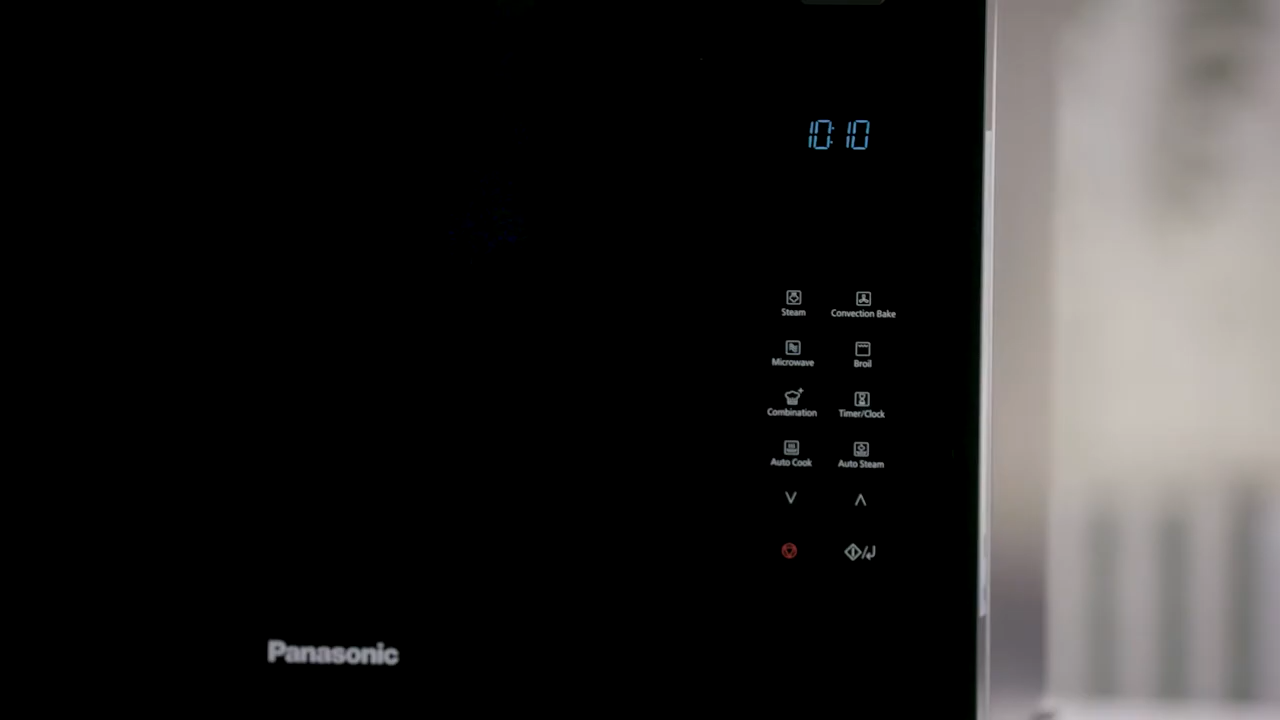 10:10
Steam Convection Bake
Microwave Broil
Combination Timer/Clock
Auto Cook Auto Steam
Panasonic